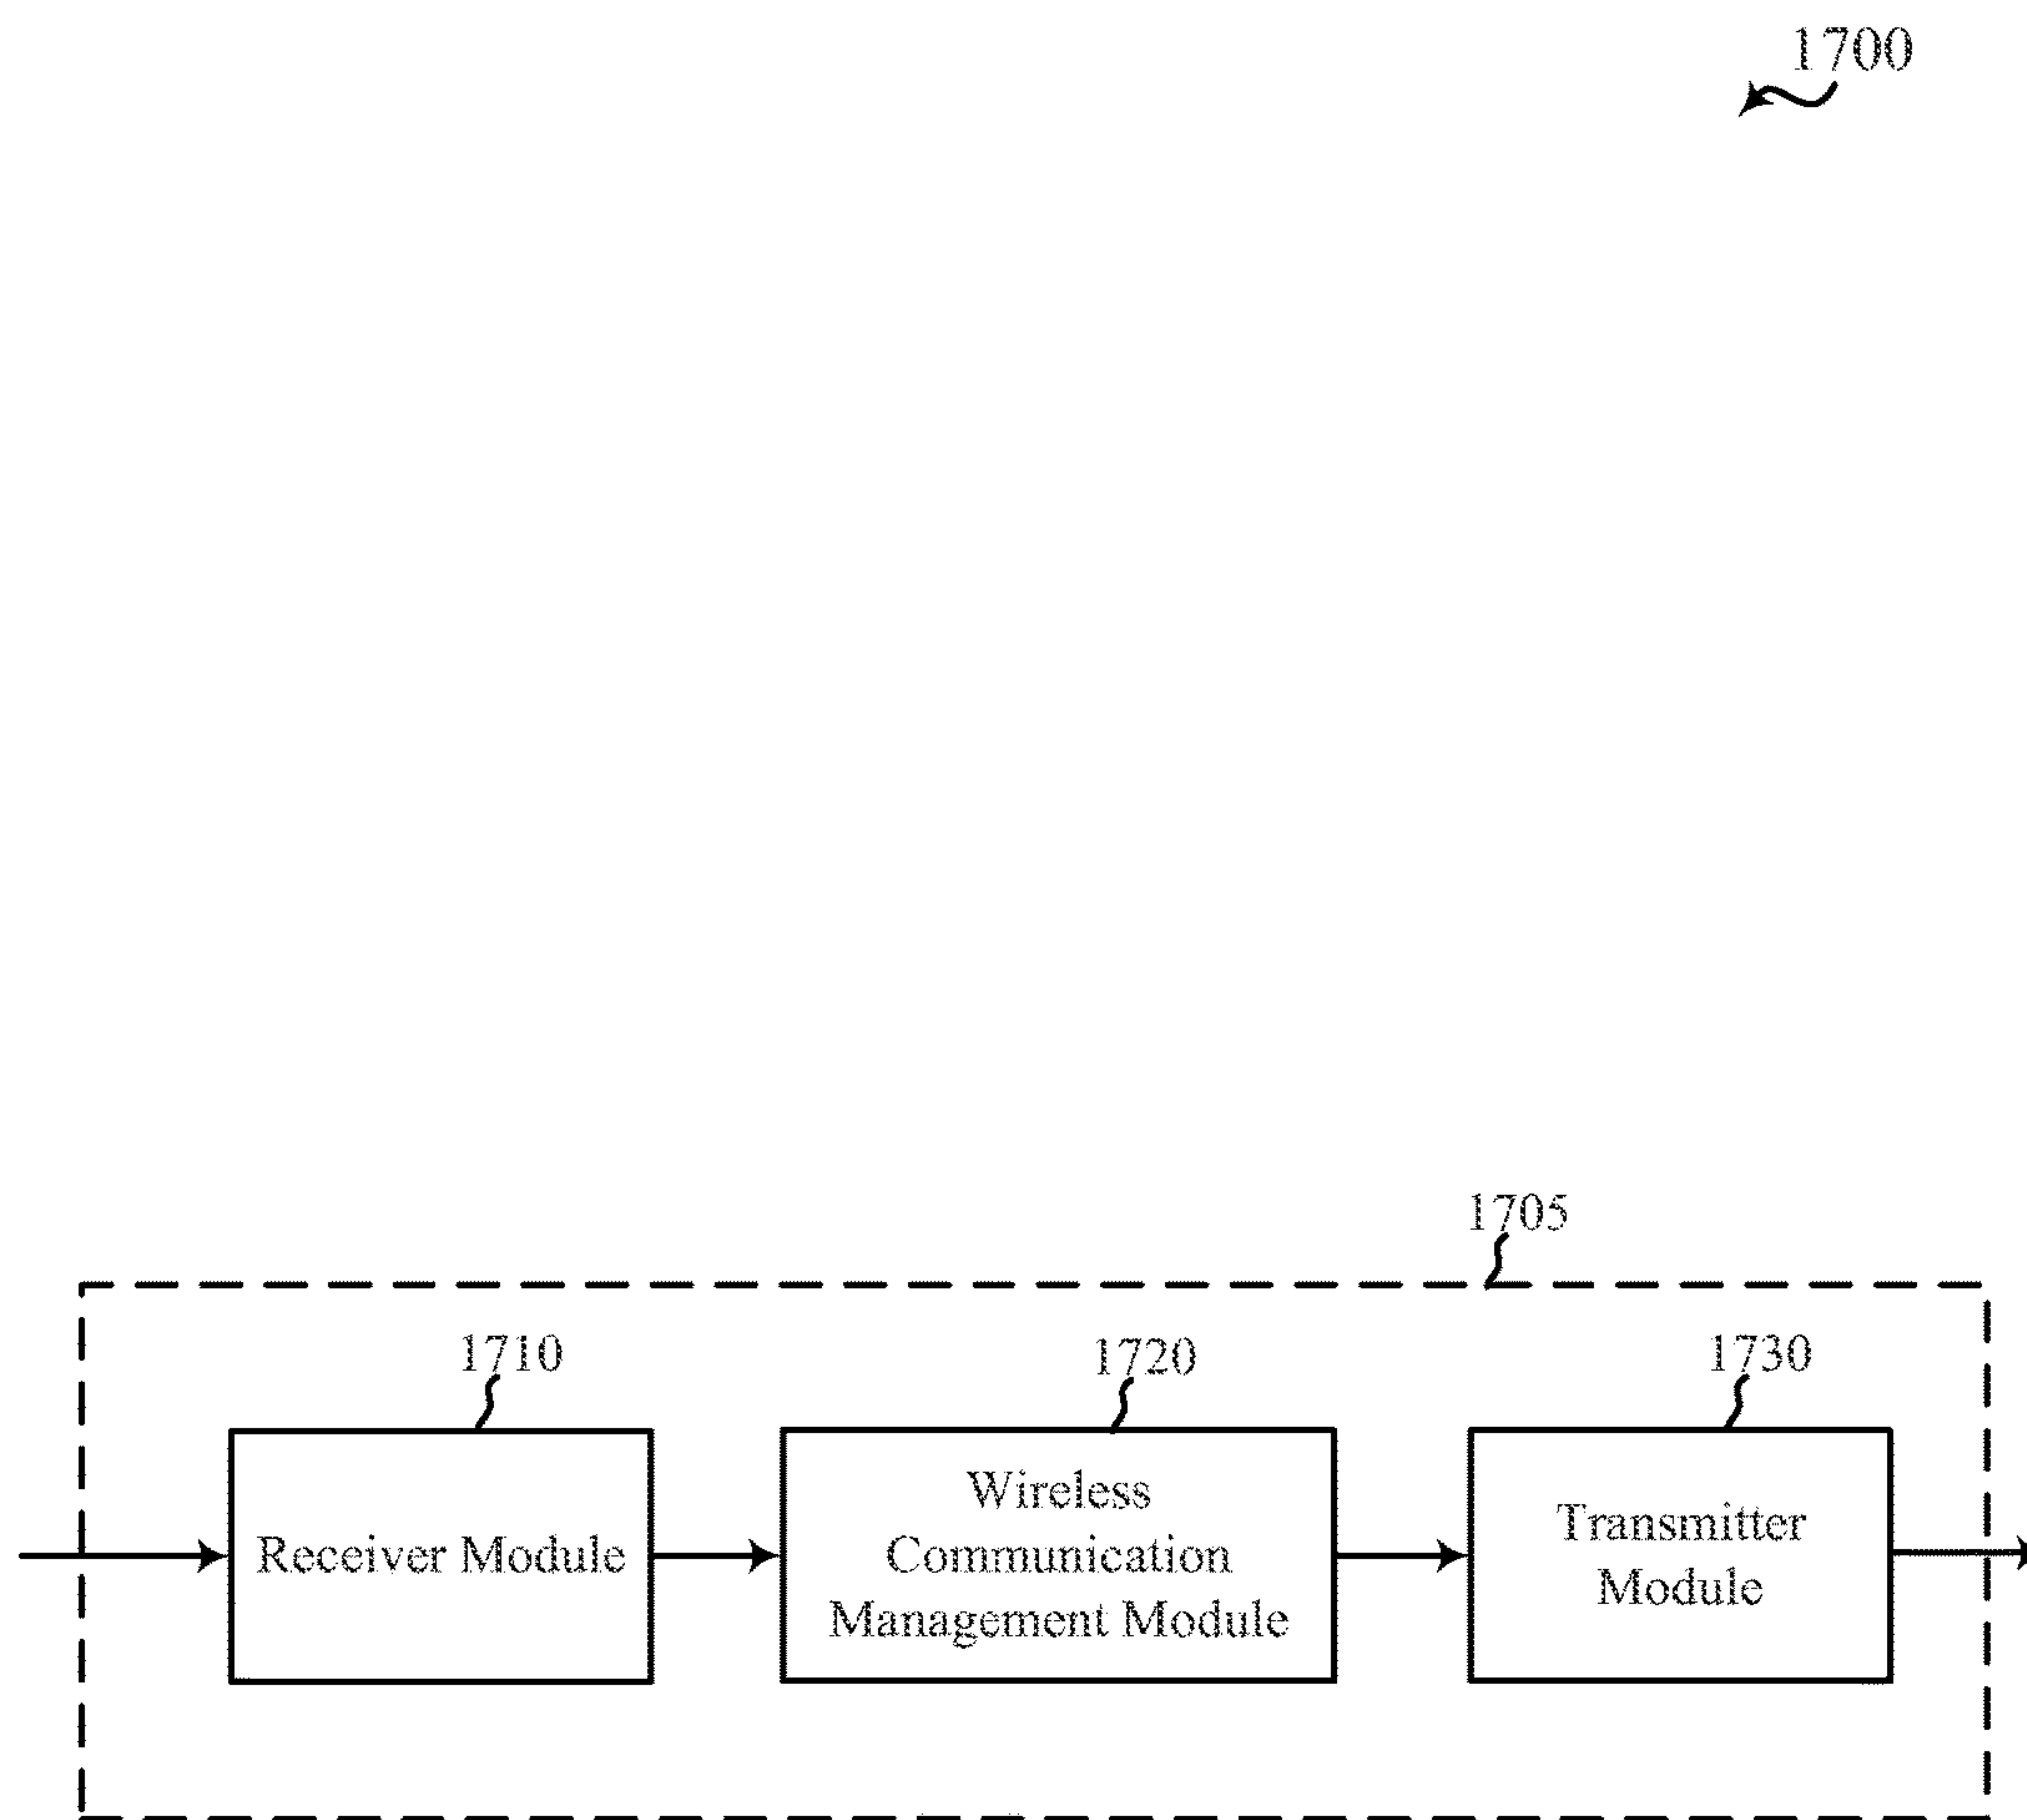 1700
1705
1710
1720
1730
Receiver Module
Wireless
Communication
Management Module
Transmitter
Module